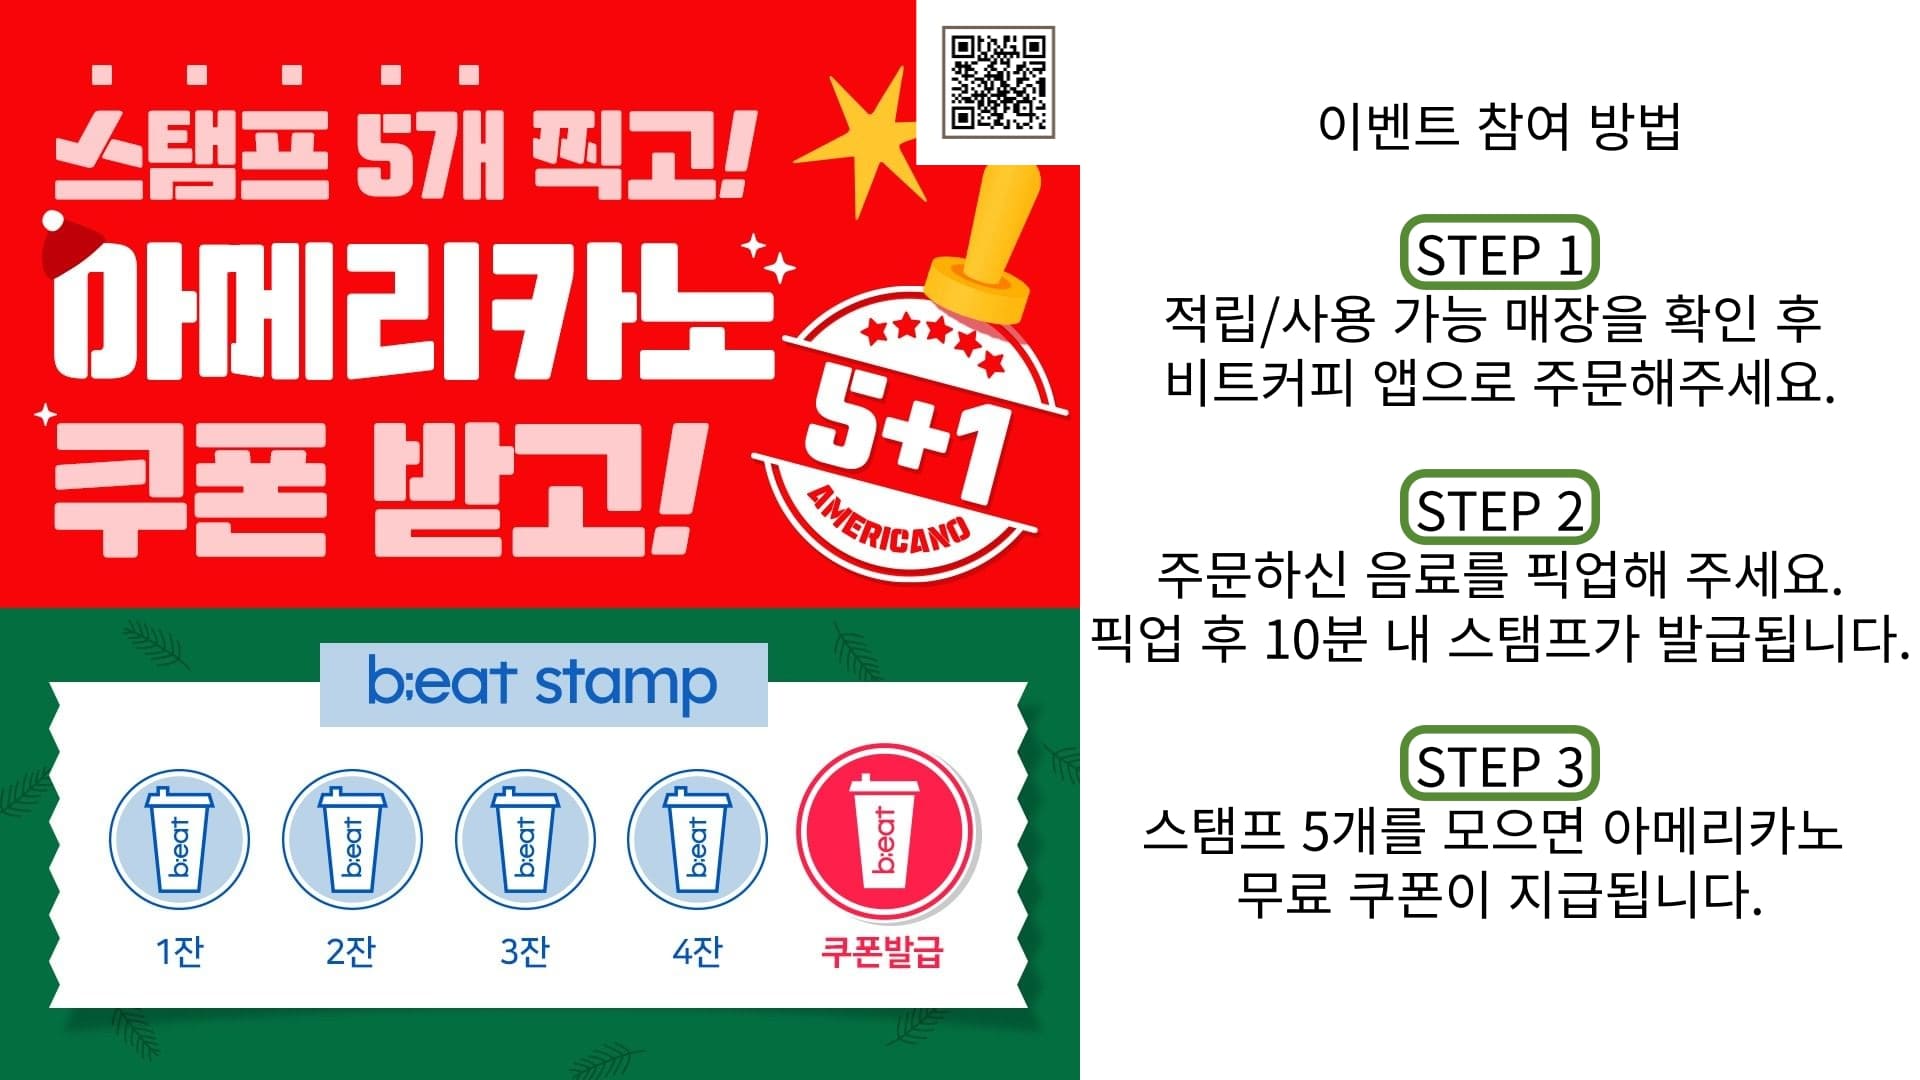 스탬프 5개 찍고!
아메리카노
쿠폰 받고!
5+1
AMERICANO
b;eat stamp
b:eat
b:eat
b:eat
b:eat
b:eat
1잔
2잔
3잔
4잔
쿠폰발급
이벤트 참여 방법
STEP 1
적립/사용 가능 매장을 확인 후
비트커피 앱으로 주문해주세요.
STEP 2
주문하신 음료를 픽업해 주세요.
픽업 후 10분 내 스탬프가 발급됩니다.
STEP 3
스탬프 5개를 모으면 아메리카노
무료 쿠폰이 지급됩니다.